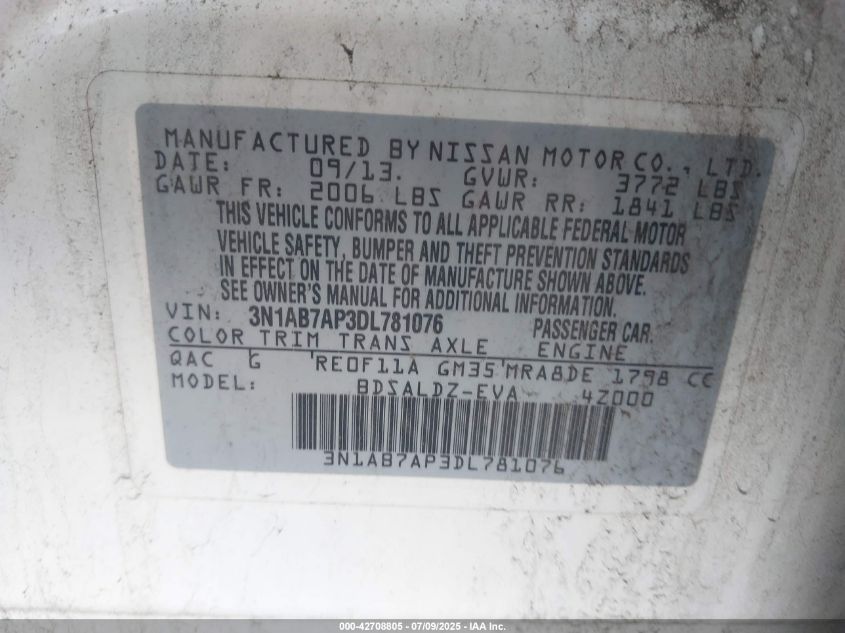 MANUFACTURED BY NISSAN MOTOR CO., LTD.
DATE: 09/13. GVWR: 3772 LBS
GAWR FR: 2006 LBS GAWR RR: 1841 LBS
THIS VEHICLE CONFORMS TO ALL APPLICABLE FEDERAL MOTOR
VEHICLE SAFETY, BUMPER AND THEFT PREVENTION STANDARDS
IN EFFECT ON THE DATE OF MANUFACTURE SHOWN ABOVE.
SEE OWNER'S MANUAL FOR ADDITIONAL INFORMATION.
VIN: 3N1AB7AP3DL781076 PASSENGER CAR.
COLOR TRIM TRANS AXLE ENGINE
QAC G RE0F11A GM35 MRA8DE 1798 CC
MODEL: BDSALDZ-EVA 4Z000
3N1AB7AP3DL781076
000-42708805 - 07/09/2025 - IAA Inc.